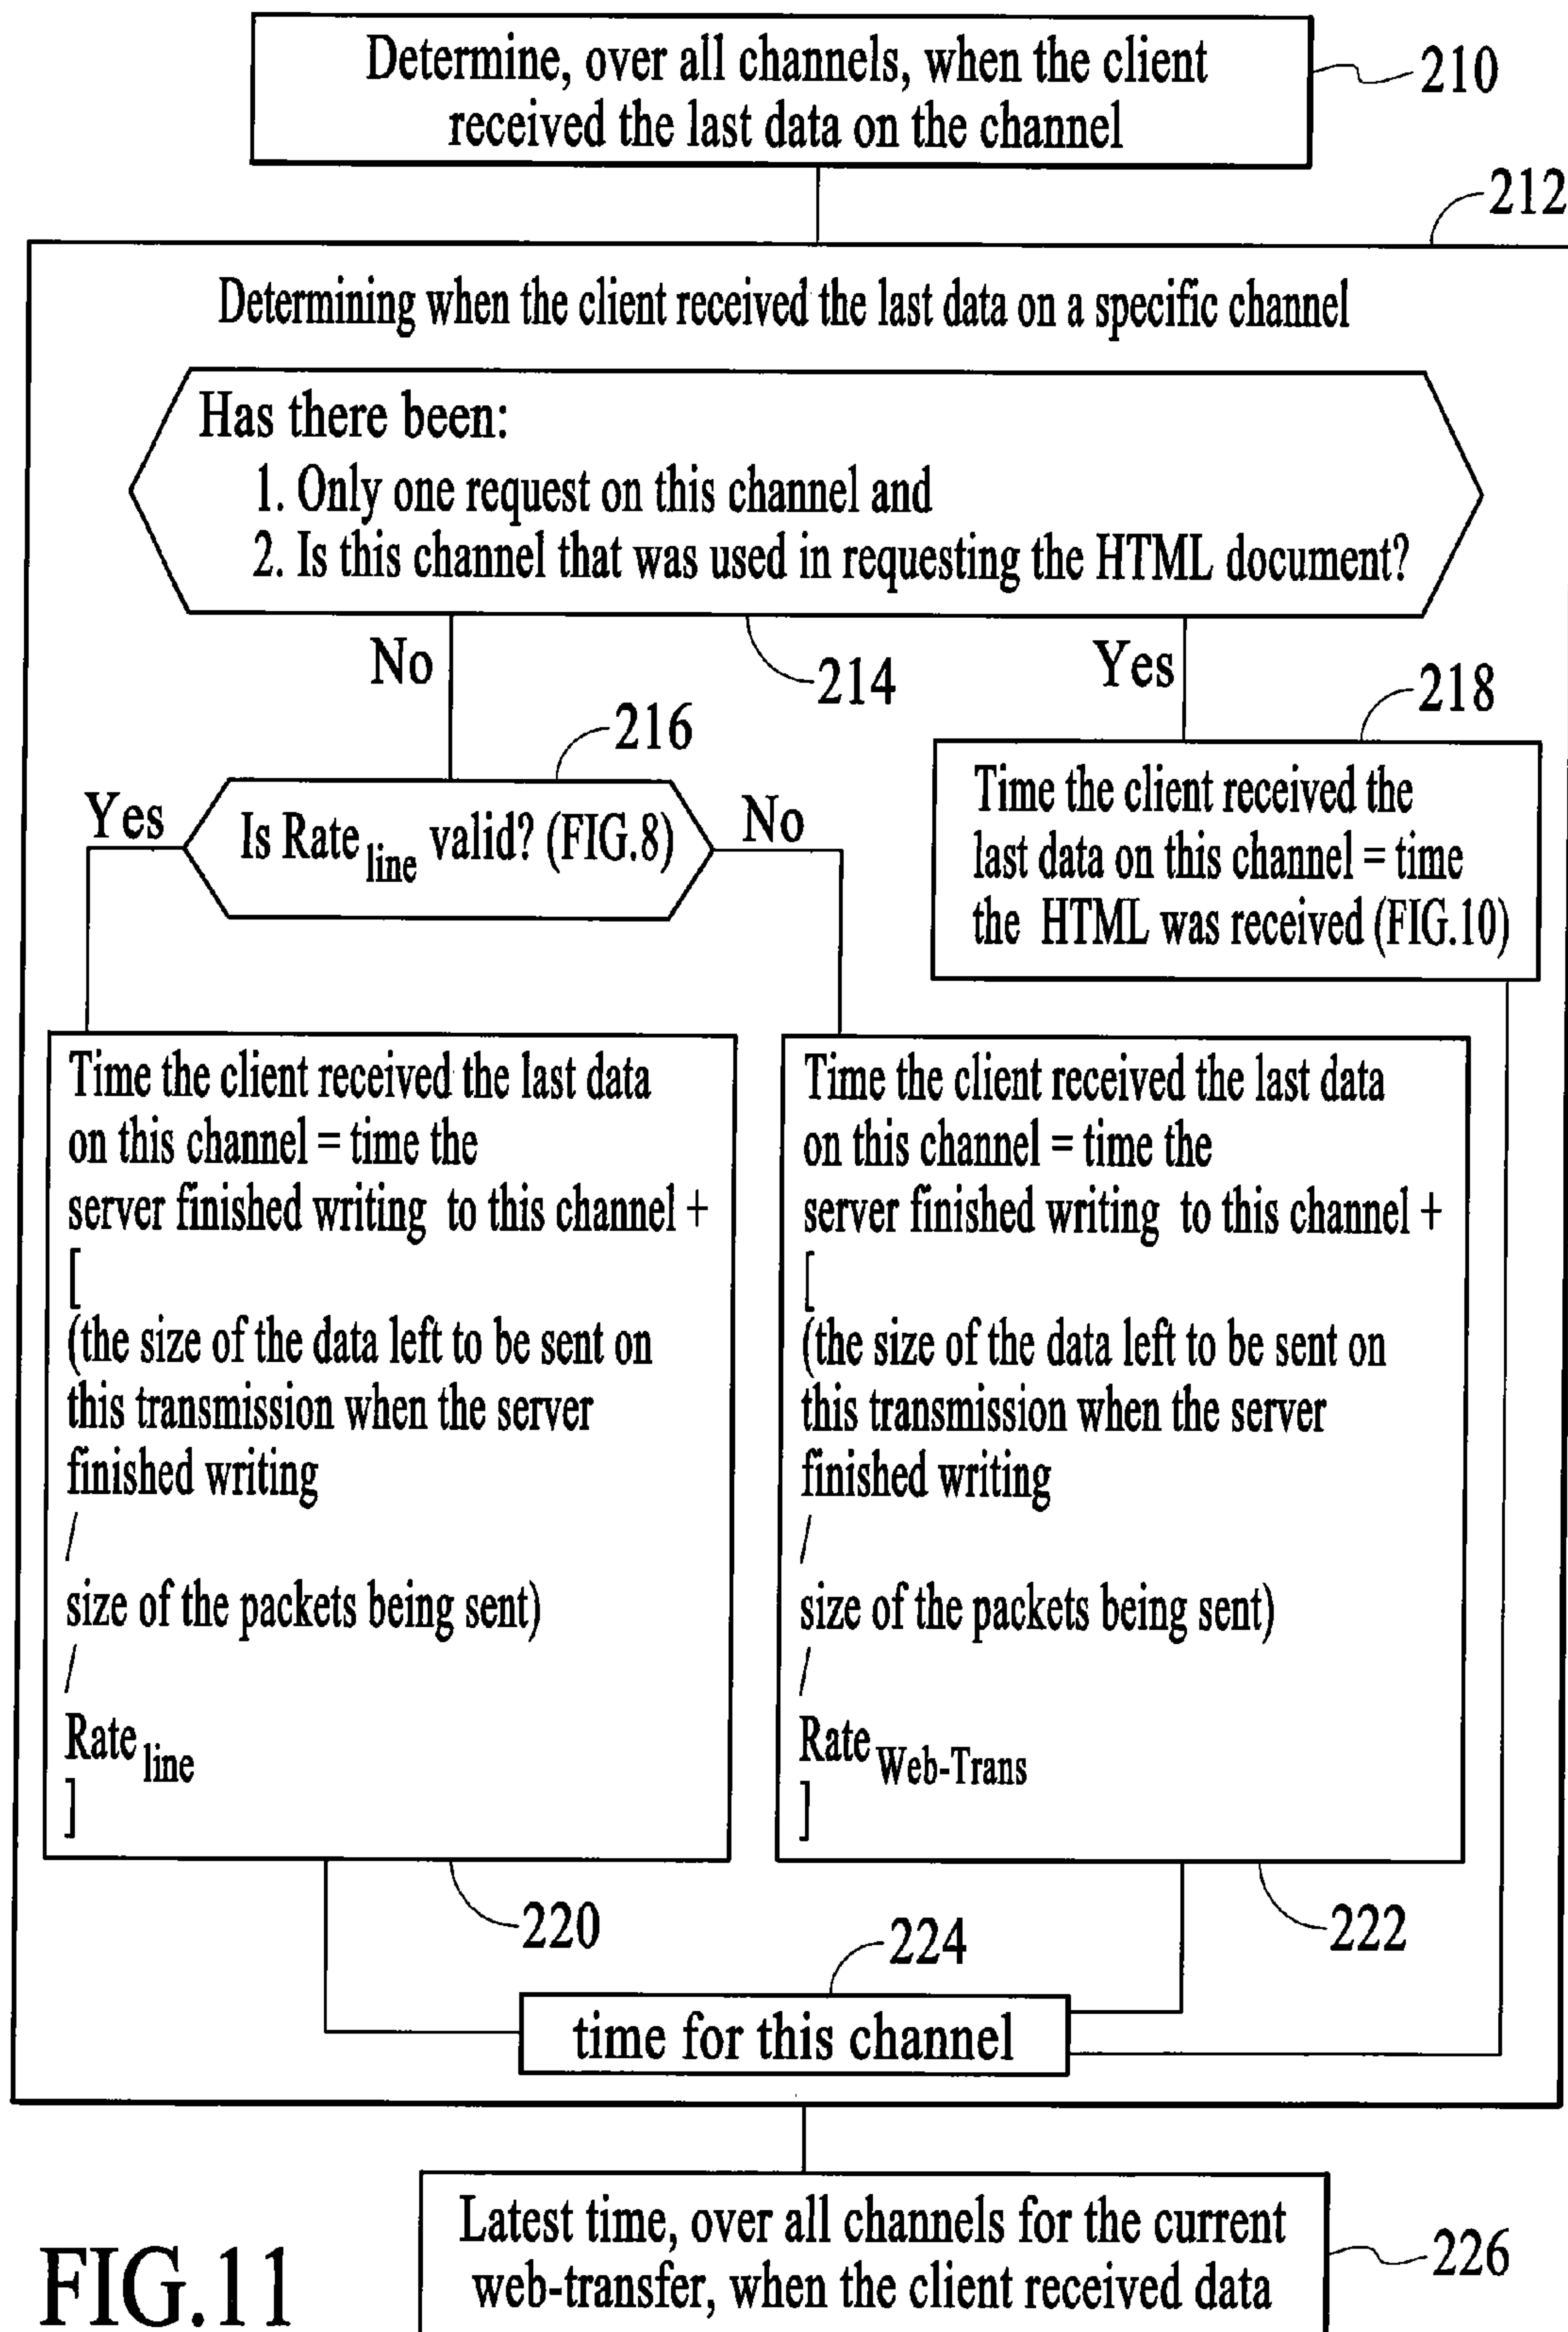 Determine, over all channels, when the client
received the last data on the channel
210
212
Determining when the client received the last data on a specific channel
Has there been:
1. Only one request on this channel and
2. Is this channel that was used in requesting the HTML document?
No
214
Yes
218
216
Yes
Is Rate line valid? (FIG.8)
No
Time the client received the
last data on this channel = time
the HTML was received (FIG.10)
Time the client received the last data
on this channel = time the
server finished writing to this channel +
[
(the size of the data left to be sent on
this transmission when the server
finished writing
/
size of the packets being sent)
/
Rate line
]
220
Time the client received the last data
on this channel = time the
server finished writing to this channel +
[
(the size of the data left to be sent on
this transmission when the server
finished writing
/
size of the packets being sent)
/
Rate Web-Trans
]
222
224
time for this channel
Latest time, over all channels for the current
web-transfer, when the client received data
226
FIG.11